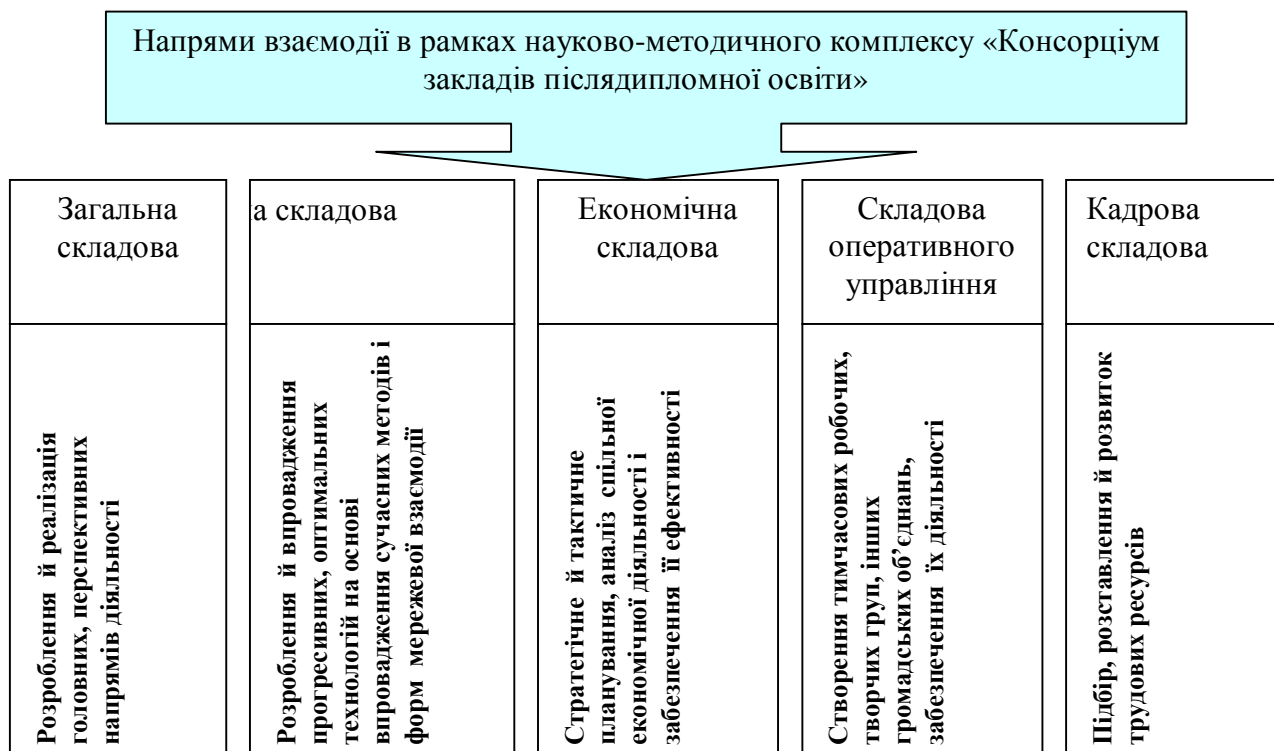 Напрями взаємодії в рамках науково-методичного комплексу «Консорціум
закладів післядипломної освіти»
Загальна
складова
а складова
Економічна
складова
Складова
оперативного
управління
Кадрова
складова
Розроблення й реалізація
головних, перспективних
напрямів діяльності
Розроблення й впровадження
прогресивних, оптимальних
технологій на основі
впровадження сучасних методів і
форм мережевої взаємодії
Стратегічне й тактичне
планування, аналіз спільної
економічної діяльності і
забезпечення її ефективності
Створення тимчасових робочих,
творчих груп, інших
громадських об’єднань,
забезпечення їх діяльності
Підбір, розставлення й розвиток
трудових ресурсів